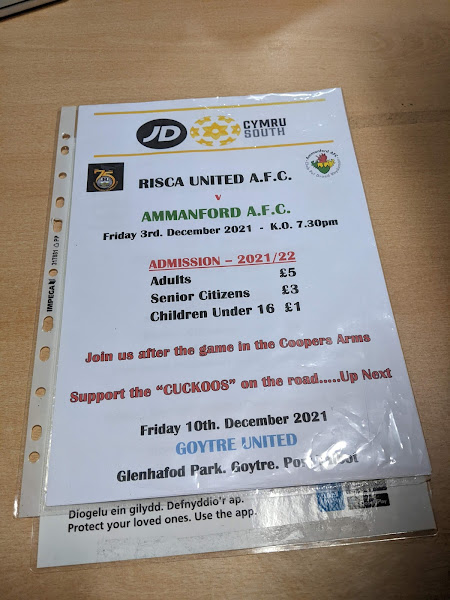 JD CYMRU
SOUTH
75
RISCA UNITED A.F.C.
v
AMMANFORD A.F.C.
Friday 3rd. December 2021 - K.O. 7.30pm
ADMISSION – 2021/22
Adults £5
Senior Citizens £3
Children Under 16 £1
Join us after the game in the Coopers Arms
Support the “CUCKOOS” on the road.....Up Next
Friday 10th. December 2021
GOYTRE UNITED
Glenhafod Park. Goytre.
Diogelu ein gilydd. Defnyddio'r ap.
Protect your loved ones. Use the app.
IMPEGA